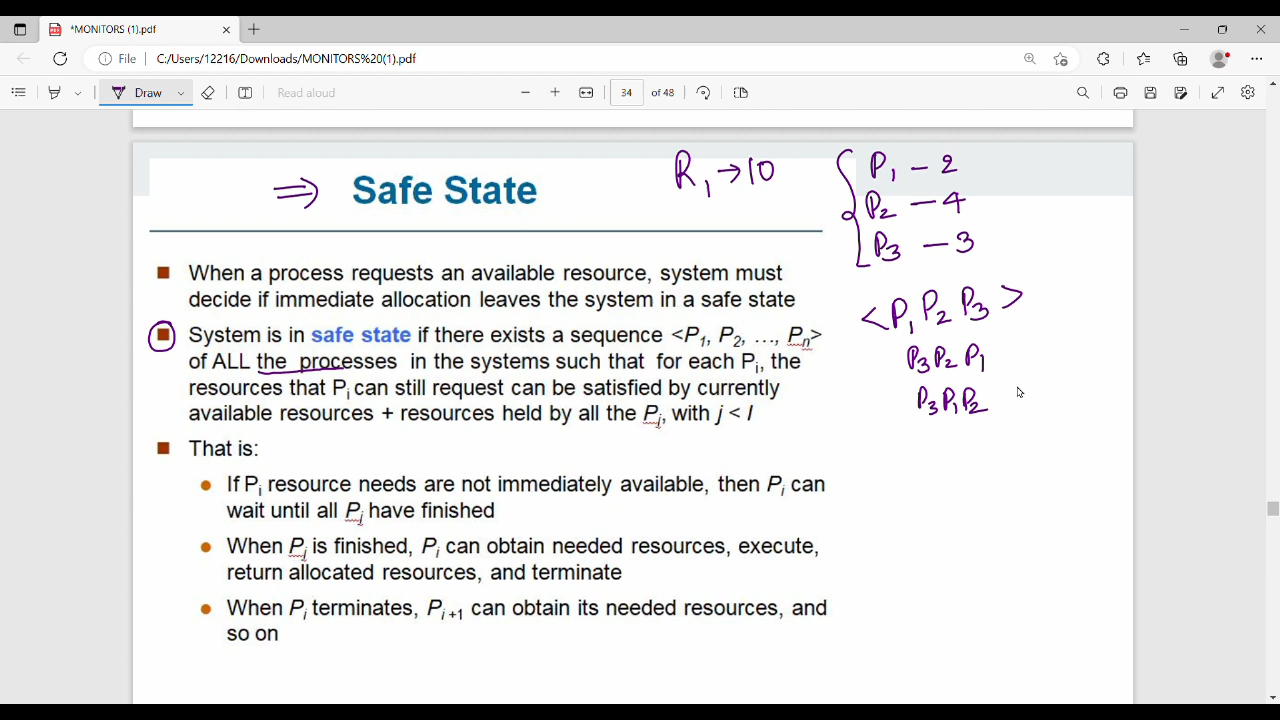 *MONITORS (1).pdf
File | C:/Users/12216/Downloads/MONITORS%20(1).pdf
Draw Read aloud 34 of 48
⇒ Safe State
R1 → 10
P1 – 2
P2 – 4
P3 – 3
<P1 P2 P3>
P3 P2 P1
P3 P1 P2
When a process requests an available resource, system must
decide if immediate allocation leaves the system in a safe state
System is in safe state if there exists a sequence <P1, P2, …, Pn>
of ALL the processes in the systems such that for each Pi, the
resources that Pi can still request can be satisfied by currently
available resources + resources held by all the Pj, with j < I
That is:
If Pi resource needs are not immediately available, then Pi can
wait until all Pj have finished
When Pj is finished, Pi can obtain needed resources, execute,
return allocated resources, and terminate
When Pi terminates, Pi +1 can obtain its needed resources, and
so on